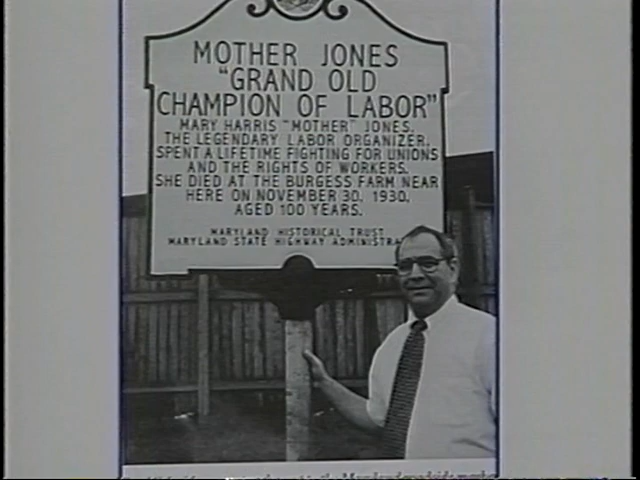 MOTHER JONES
"GRAND OLD
CHAMPION OF LABOR"
MARY HARRIS "MOTHER" JONES,
THE LEGENDARY LABOR ORGANIZER,
SPENT A LIFETIME FIGHTING FOR UNIONS
AND THE RIGHTS OF WORKERS.
SHE DIED AT THE BURGESS FARM NEAR
HERE ON NOVEMBER 30, 1930,
AGED 100 YEARS.
MARYLAND HISTORICAL TRUST
MARYLAND STATE HIGHWAY ADMINISTRA